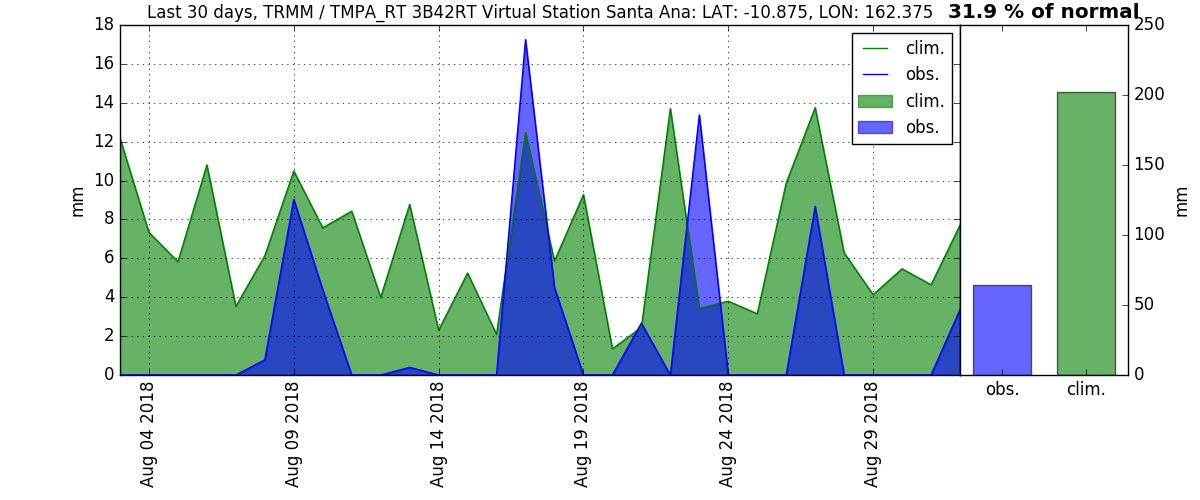 Last 30 days, TRMM / TMPA_RT 3B42RT Virtual Station Santa Ana: LAT: -10.875, LON: 162.375
31.9 % of normal
18
16
14
12
10
8
6
4
2
0
mm
clim.
obs.
clim.
obs.
Aug 04 2018
Aug 09 2018
Aug 14 2018
Aug 19 2018
Aug 24 2018
Aug 29 2018
250
200
150
100
50
0
mm
obs.
clim.